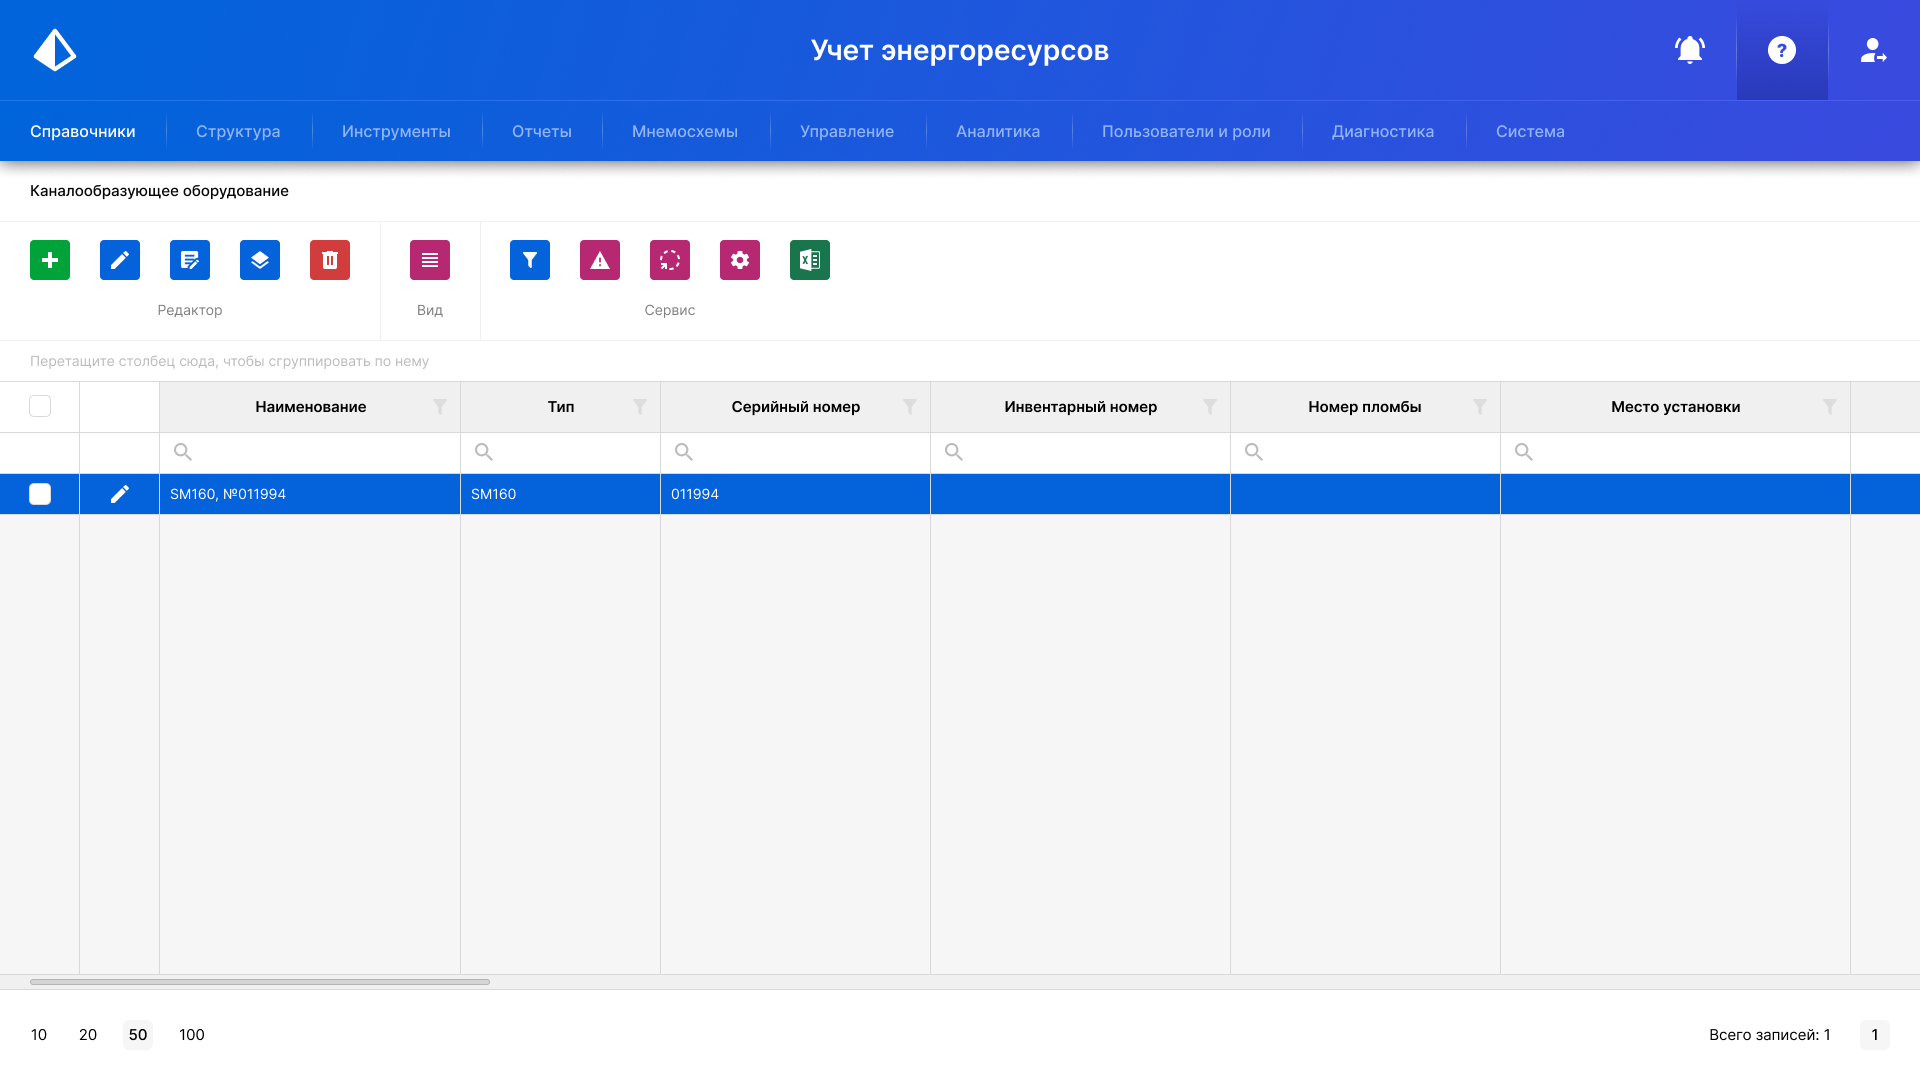 Учет энергоресурсов
Справочники Структура Инструменты Отчеты Мнемосхемы Управление Аналитика Пользователи и роли Диагностика Система
Каналообразующее оборудование
Редактор Вид Сервис
Перетащите столбец сюда, чтобы сгруппировать по нему
Наименование Тип Серийный номер Инвентарный номер Номер пломбы Место установки
SM160, №011994 SM160 011994
10 20 50 100 Всего записей: 1 1